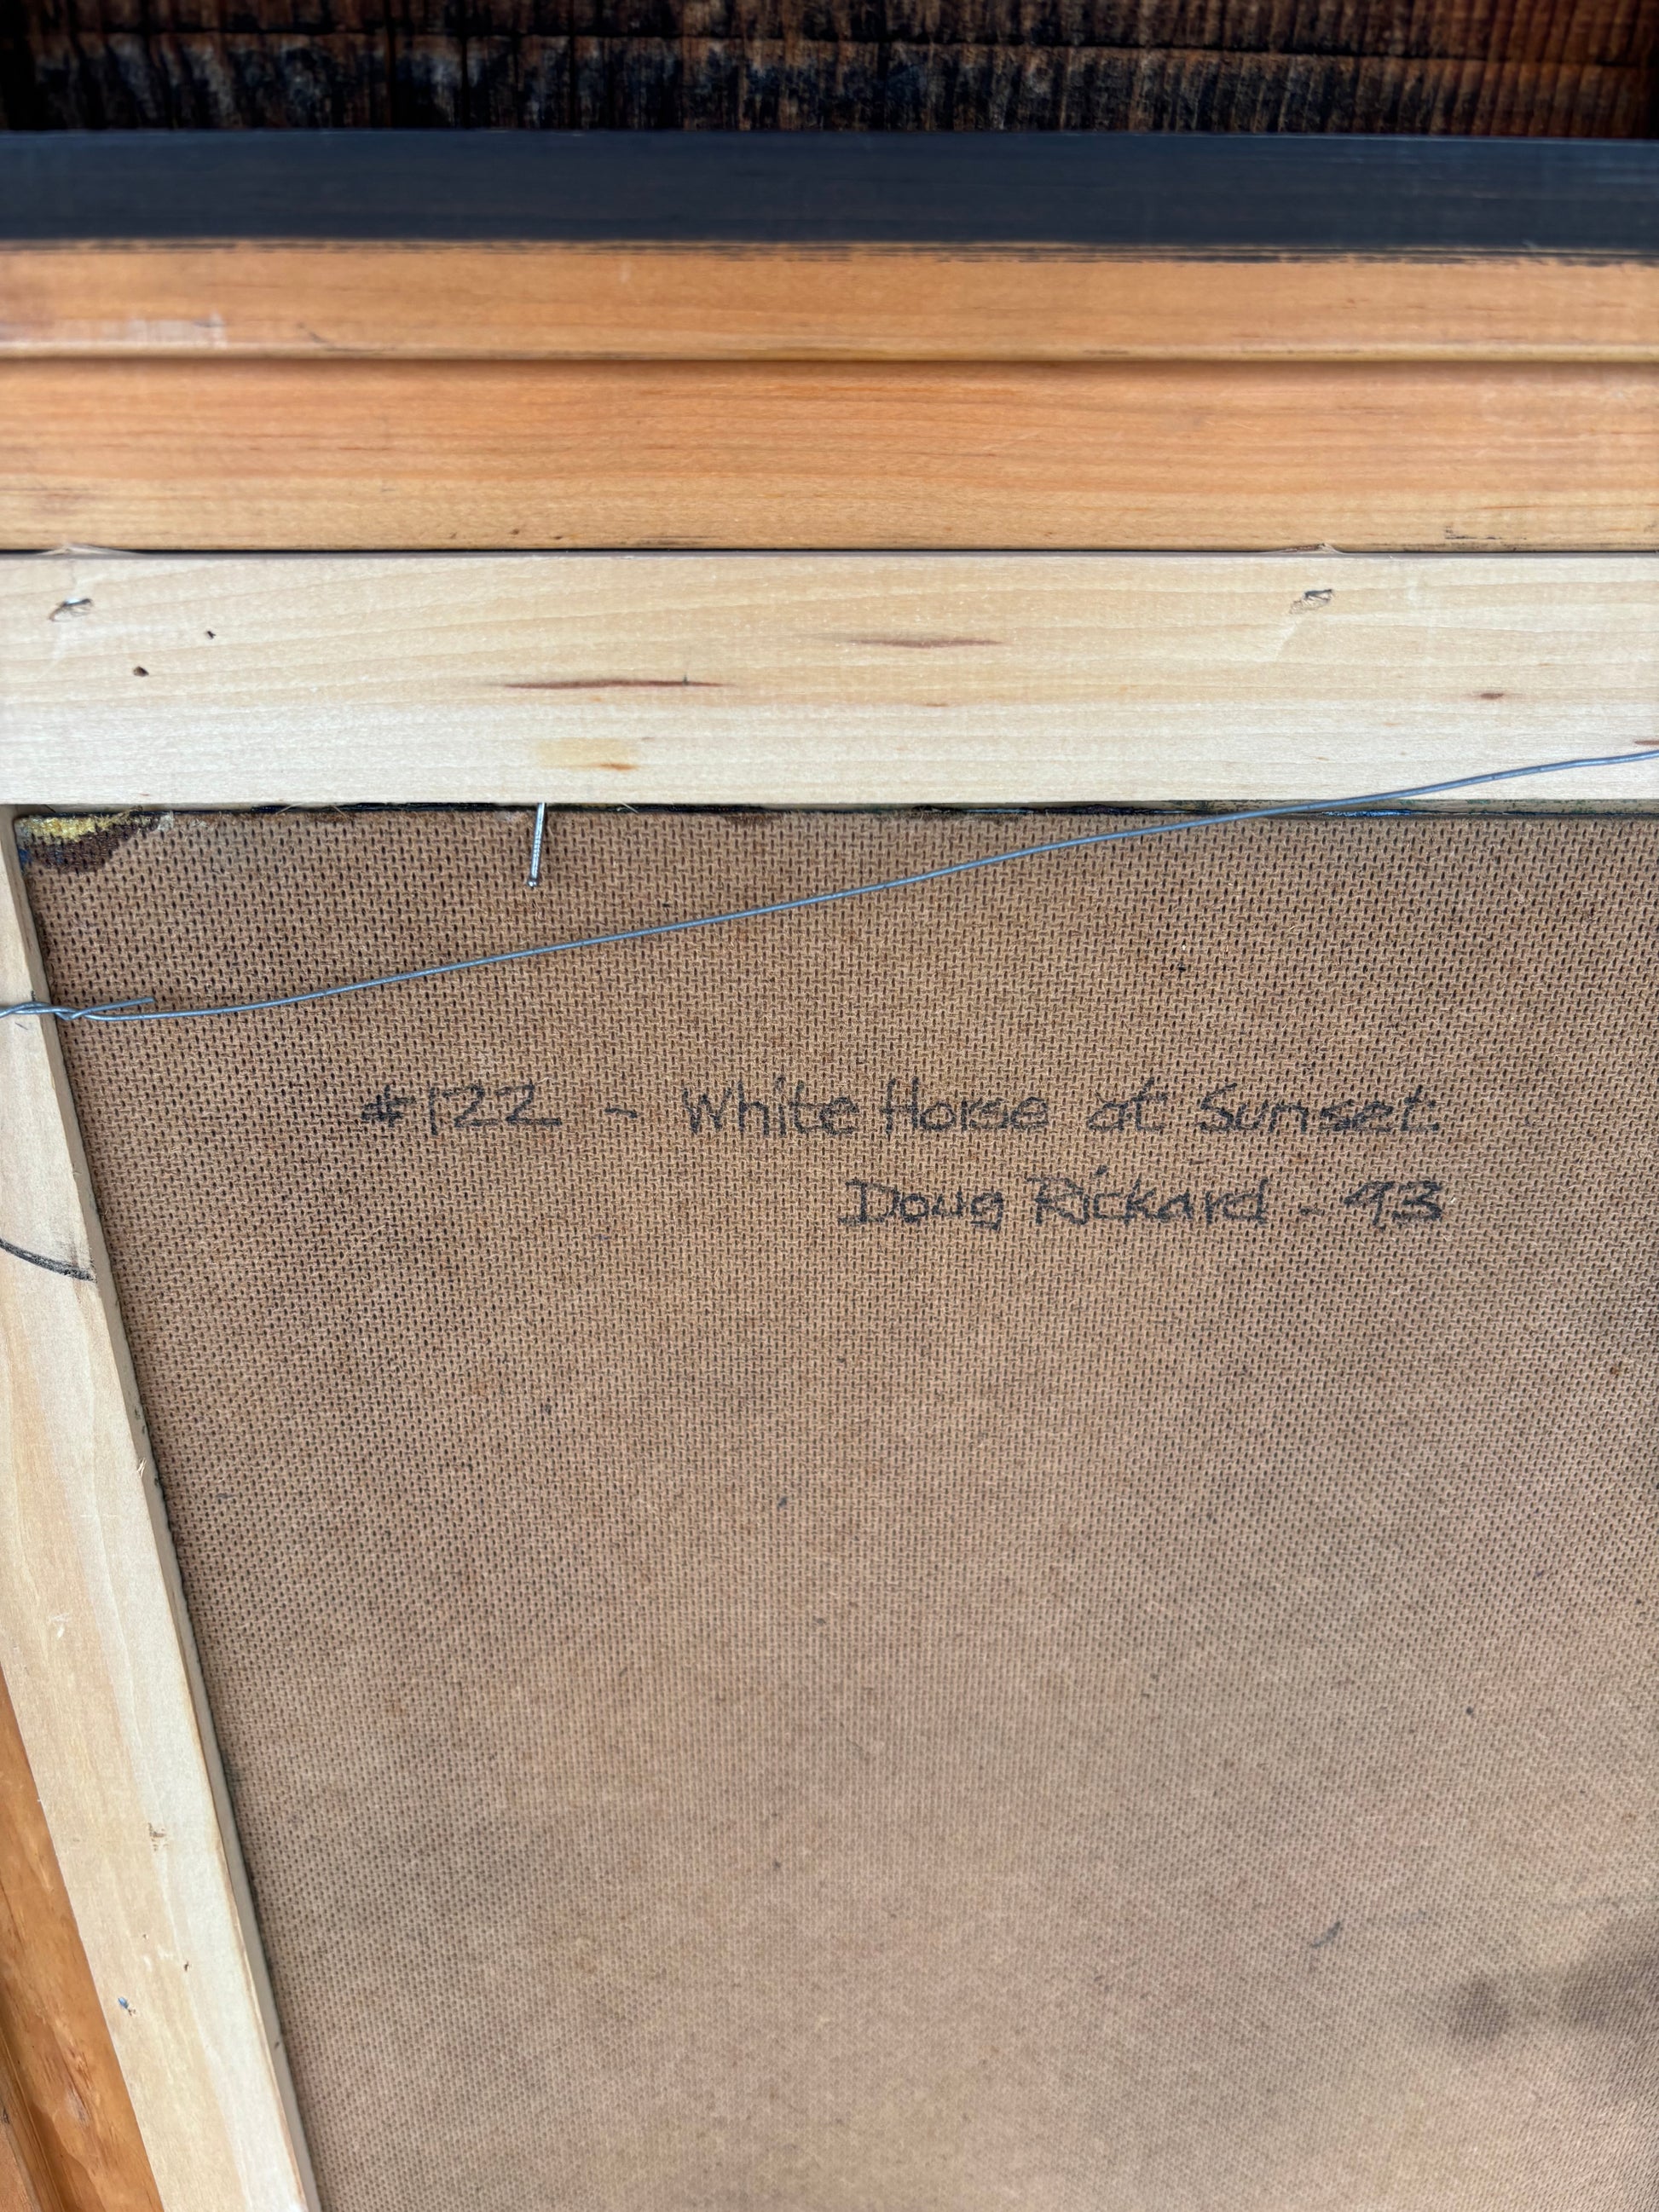 #122 - White Horse at Sunset.
Doug Rickard - 93